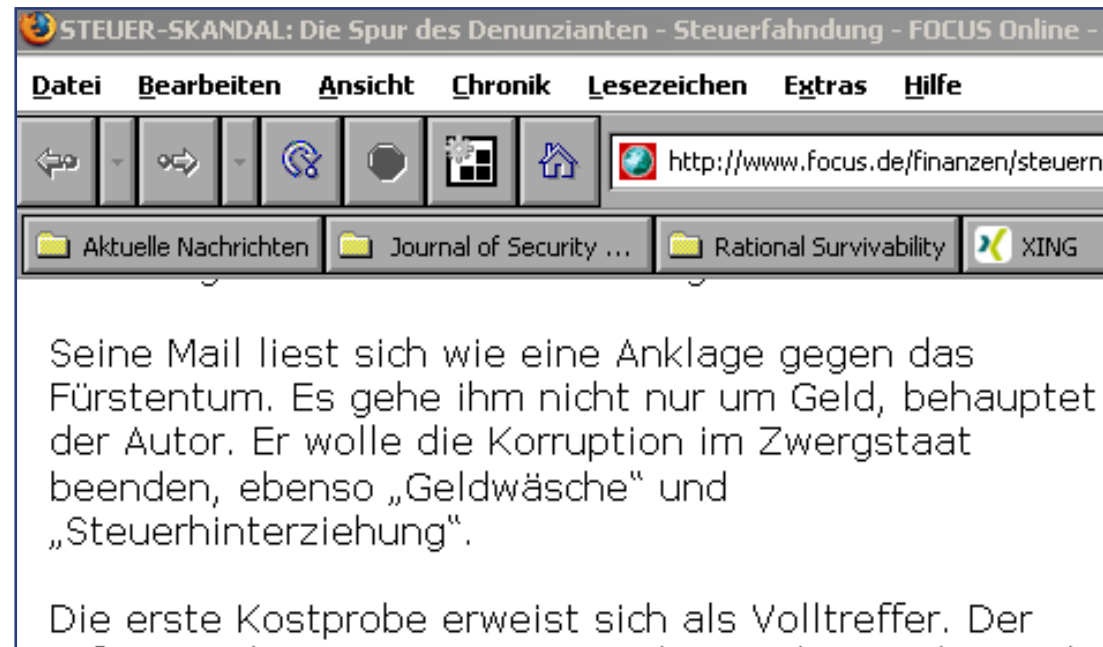 STEUER-SKANDAL: Die Spur des Denunzianten - Steuerfahndung - FOCUS Online -
Datei Bearbeiten Ansicht Chronik Lesezeichen Extras Hilfe
http://www.focus.de/finanzen/steuern
Aktuelle Nachrichten Journal of Security ... Rational Survivability XING
Seine Mail liest sich wie eine Anklage gegen das
Fürstentum. Es gehe ihm nicht nur um Geld, behauptet
der Autor. Er wolle die Korruption im Zwergstaat
beenden, ebenso „Geldwäsche“ und
„Steuerhinterziehung“.
Die erste Kostprobe erweist sich als Volltreffer. Der